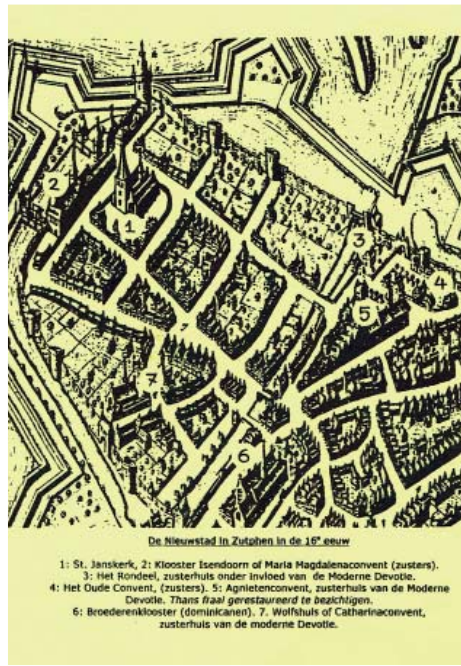 2
1
3
4
5
7
6
De Nieuwstad in Zutphen in de 16e eeuw
1: St. Janskerk, 2: Klooster Isendoorn of Maria Magdalenaconvent (zusters).
3: Het Rondeel, zusterhuis onder invloed van de Moderne Devotie.
4: Het Oude Convent, (zusters). 5: Agnietenconvent, zusterhuis van de Moderne
Devotie. Thans fraai gerestaureerd te bezichtigen.
6: Broederenklooster (dominicanen). 7. Wolfshuis of Catharinaconvent,
zusterhuis van de moderne Devotie.